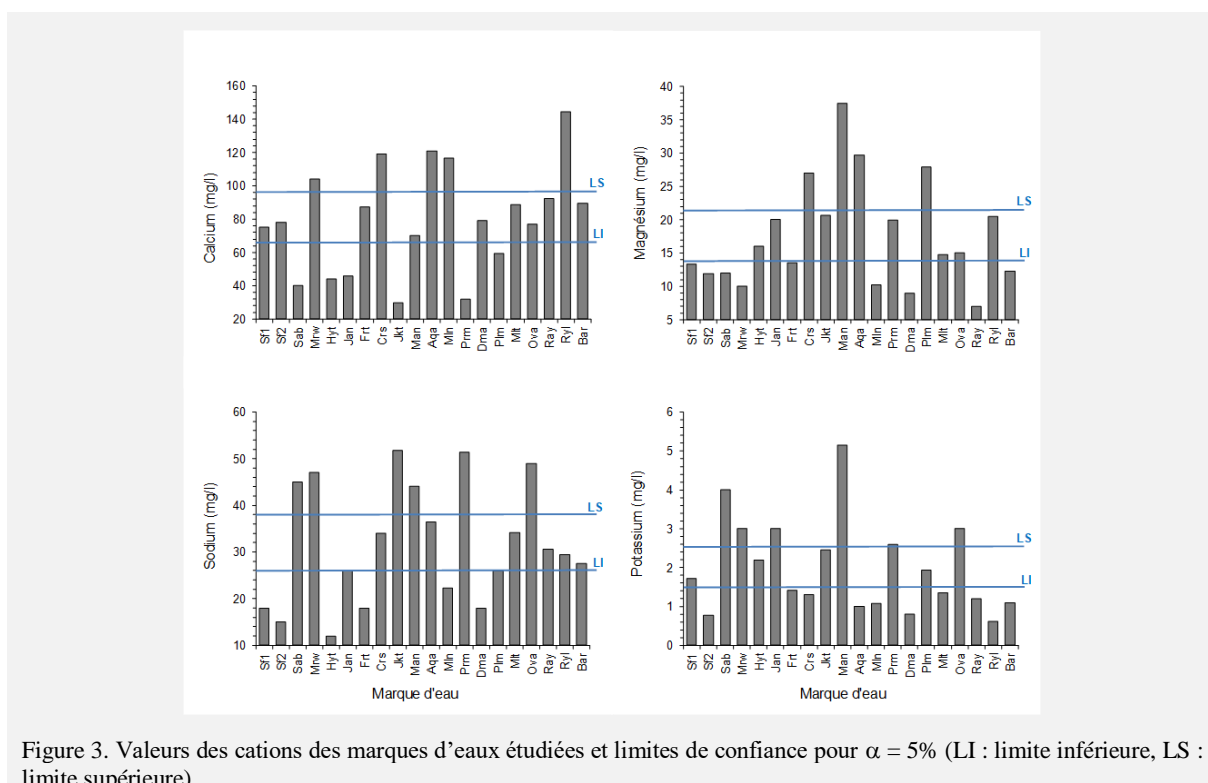 160
140
120
100
80
60
40
20
Calcium (mg/l)
LS
LI
Sf1 Sf2 Sab Mrw Hyt Jan Frt Crs Jkt Man Aqa Mln Prm Dma Plm Mlt Ova Ray Ryl Bar
40
35
30
25
20
15
10
5
Magnésium (mg/l)
LS
LI
Sf1 Sf2 Sab Mrw Hyt Jan Frt Crs Jkt Man Aqa Mln Prm Dma Plm Mlt Ova Ray Ryl Bar
60
50
40
30
20
10
Sodium (mg/l)
LS
LI
Sf1 Sf2 Sab Mrw Hyt Jan Frt Crs Jkt Man Aqa Mln Prm Dma Plm Mlt Ova Ray Ryl Bar
Marque d'eau
6
5
4
3
2
1
0
Potassium (mg/l)
LS
LI
Sf1 Sf2 Sab Mrw Hyt Jan Frt Crs Jkt Man Aqa Mln Prm Dma Plm Mlt Ova Ray Ryl Bar
Marque d'eau
Figure 3. Valeurs des cations des marques d’eaux étudiées et limites de confiance pour α = 5% (LI : limite inférieure, LS :
limite supérieure)